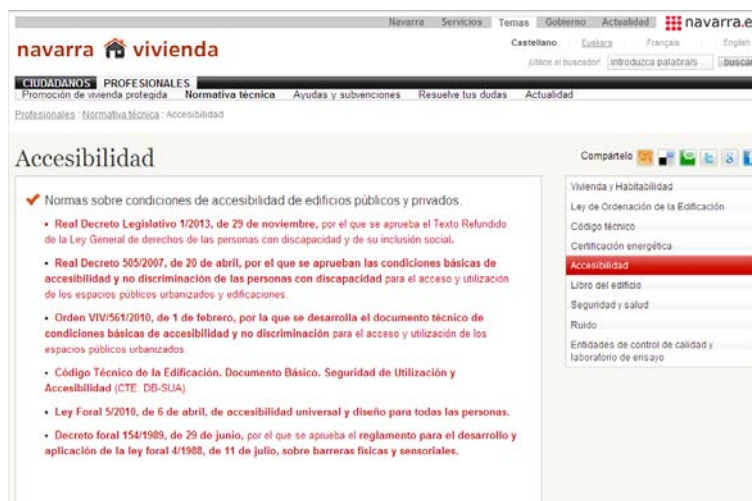 Navarra Servicios Temas Gobierno Actualidad navarra.e
navarra vivienda
Castellano Euskara Français English
¿Utilice el buscador! introduzca palabra/s buscar
CIUDADANOS PROFESIONALES
Promoción de vivienda protegida Normativa técnica Ayudas y subvenciones Resuelve tus dudas Actualidad
Profesionales : Normativa técnica : Accesibilidad
Accesibilidad
Compártelo
Normas sobre condiciones de accesibilidad de edificios públicos y privados.
• Real Decreto Legislativo 1/2013, de 29 de noviembre, por el que se aprueba el Texto Refundido
de la Ley General de derechos de las personas con discapacidad y de su inclusión social.
• Real Decreto 505/2007, de 20 de abril, por el que se aprueban las condiciones básicas de
accesibilidad y no discriminación de las personas con discapacidad para el acceso y utilización
de los espacios públicos urbanizados y edificaciones.
• Orden VIV/561/2010, de 1 de febrero, por la que se desarrolla el documento técnico de
condiciones básicas de accesibilidad y no discriminación para el acceso y utilización de los
espacios públicos urbanizados.
• Código Técnico de la Edificación. Documento Básico. Seguridad de Utilización y
Accesibilidad (CTE: DB-SUA)
• Ley Foral 5/2010, de 6 de abril, de accesibilidad universal y diseño para todas las personas.
• Decreto foral 154/1989, de 29 de junio, por el que se aprueba el reglamento para el desarrollo y
aplicación de la ley foral 4/1988, de 11 de julio, sobre barreras físicas y sensoriales.
Vivienda y Habitabilidad
Ley de Ordenación de la Edificación
Código técnico
Certificación energética
Accesibilidad
Libro del edificio
Seguridad y salud
Ruido
Entidades de control de calidad y
laboratorio de ensayo